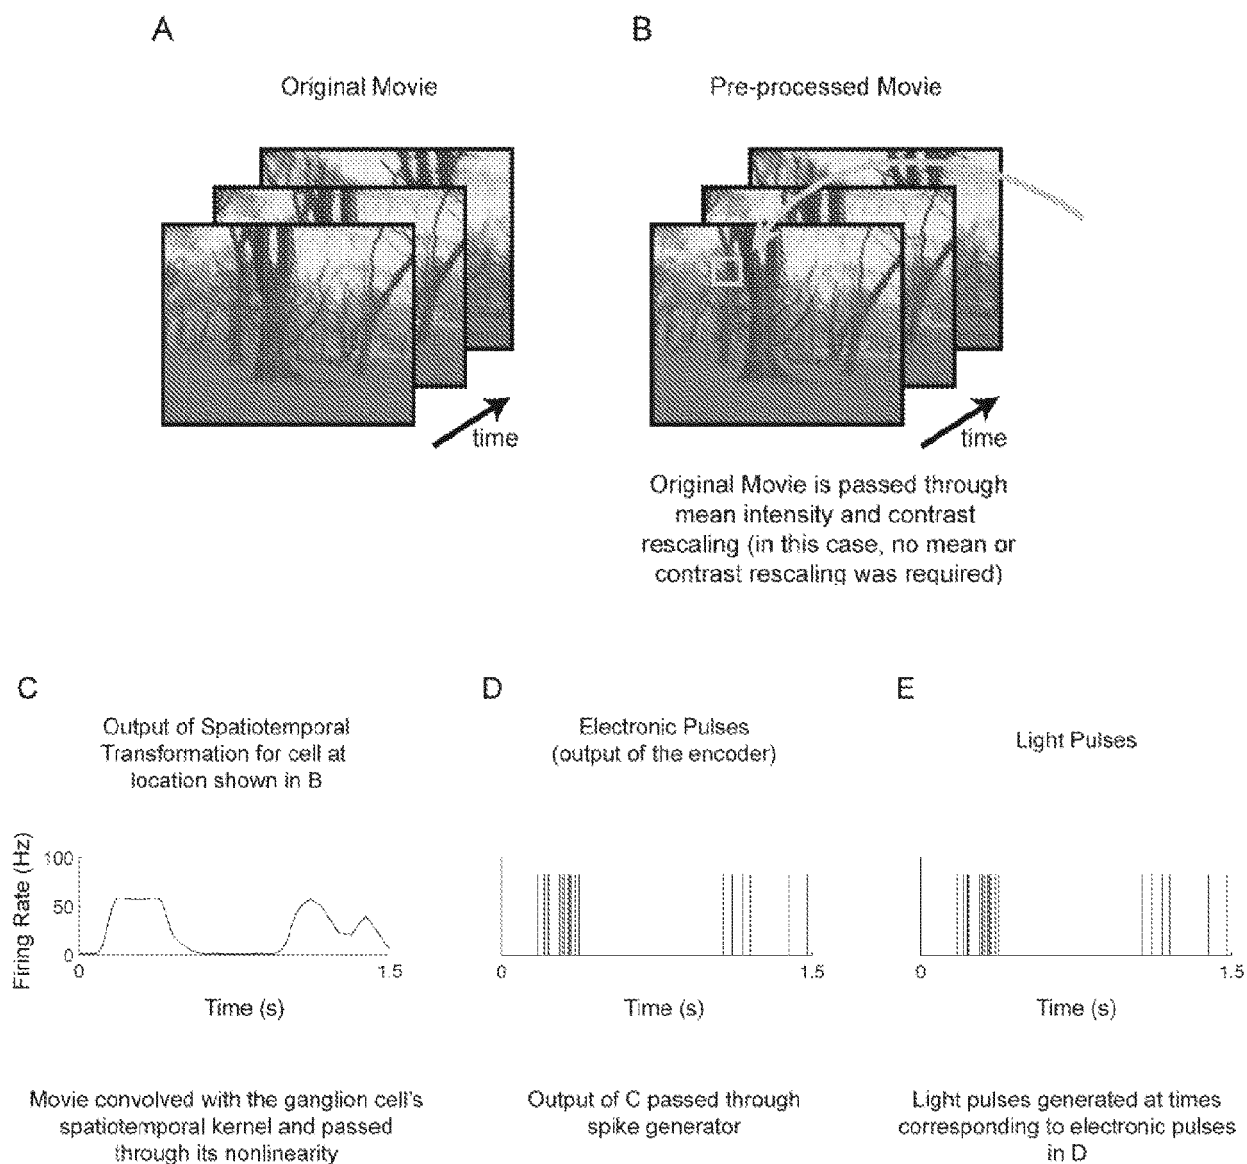 A
B
Original Movie
Pre-processed Movie
time
time
Original Movie is passed through
mean intensity and contrast
rescaling (in this case, no mean or
contrast rescaling was required)
C
D
E
Output of Spatiotemporal
Transformation for cell at
location shown in B
Electronic Pulses
(output of the encoder)
Light Pulses
Firing Rate (Hz)
100
50
0
0
1.5
Time (s)
0
1.5
Time (s)
0
1.5
Time (s)
Movie convolved with the ganglion cell's
spatiotemporal kernel and passed
through its nonlinearity
Output of C passed through
spike generator
Light pulses generated at times
corresponding to electronic pulses
in D